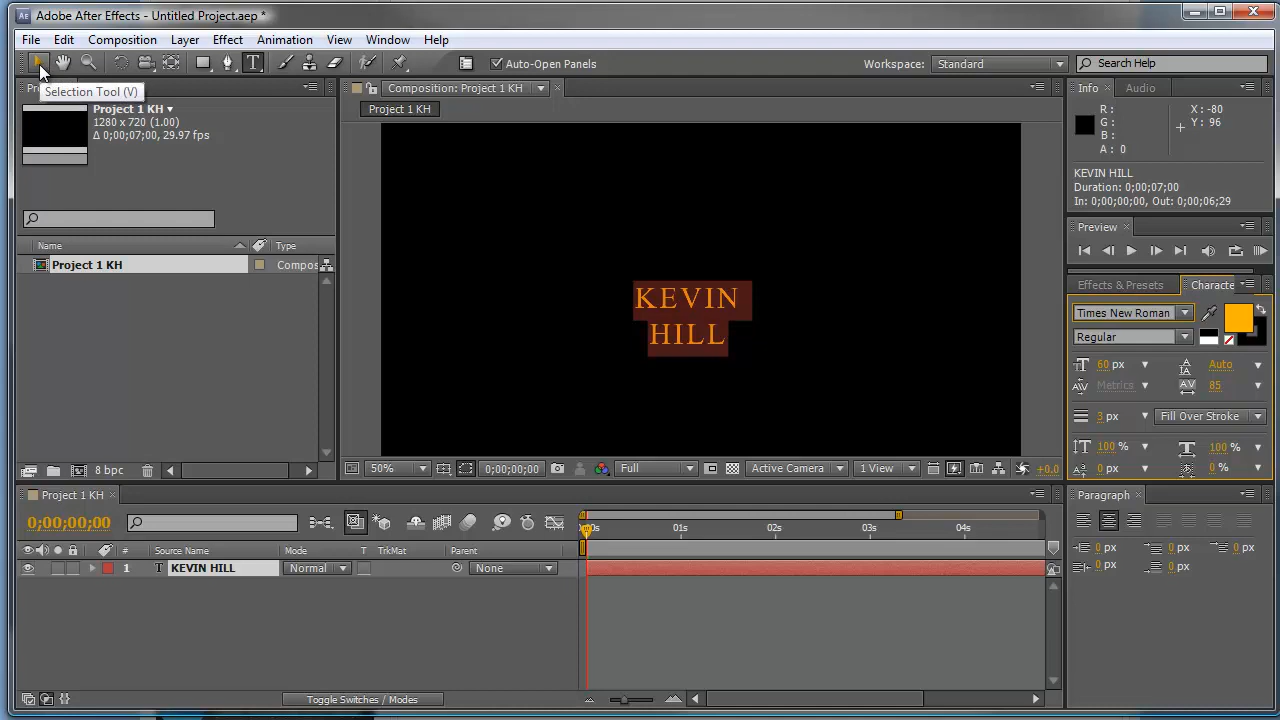 Adobe After Effects - Untitled Project.aep *
File Edit Composition Layer Effect Animation View Window Help
T Auto-Open Panels Workspace: Standard Search Help
Selection Tool (V)
Composition: Project 1 KH
Info Audio
Project 1 KH
1280 x 720 (1.00)
Δ 0;00;07;00, 29.97 fps
Project 1 KH
R :
G :
B :
A : 0
X : -80
Y : 96
KEVIN HILL
Duration: 0;00;07;00
In: 0;00;00;00, Out: 0;00;06;29
Preview
Name Type
Project 1 KH Compos
KEVIN
HILL
Effects & Presets Characte
Times New Roman
Regular
60 px Auto
Metrics 85
3 px Fill Over Stroke
100 % 100 %
0 px 0 %
8 bpc
50% 0;00;00;00 Full Active Camera 1 View +0.0
Project 1 KH
Paragraph
0;00;00;00
01s 02s 03s 04s
# Source Name Mode T TrkMat Parent
1 T KEVIN HILL Normal None
0 px 0 px 0 px
0 px 0 px
Toggle Switches / Modes